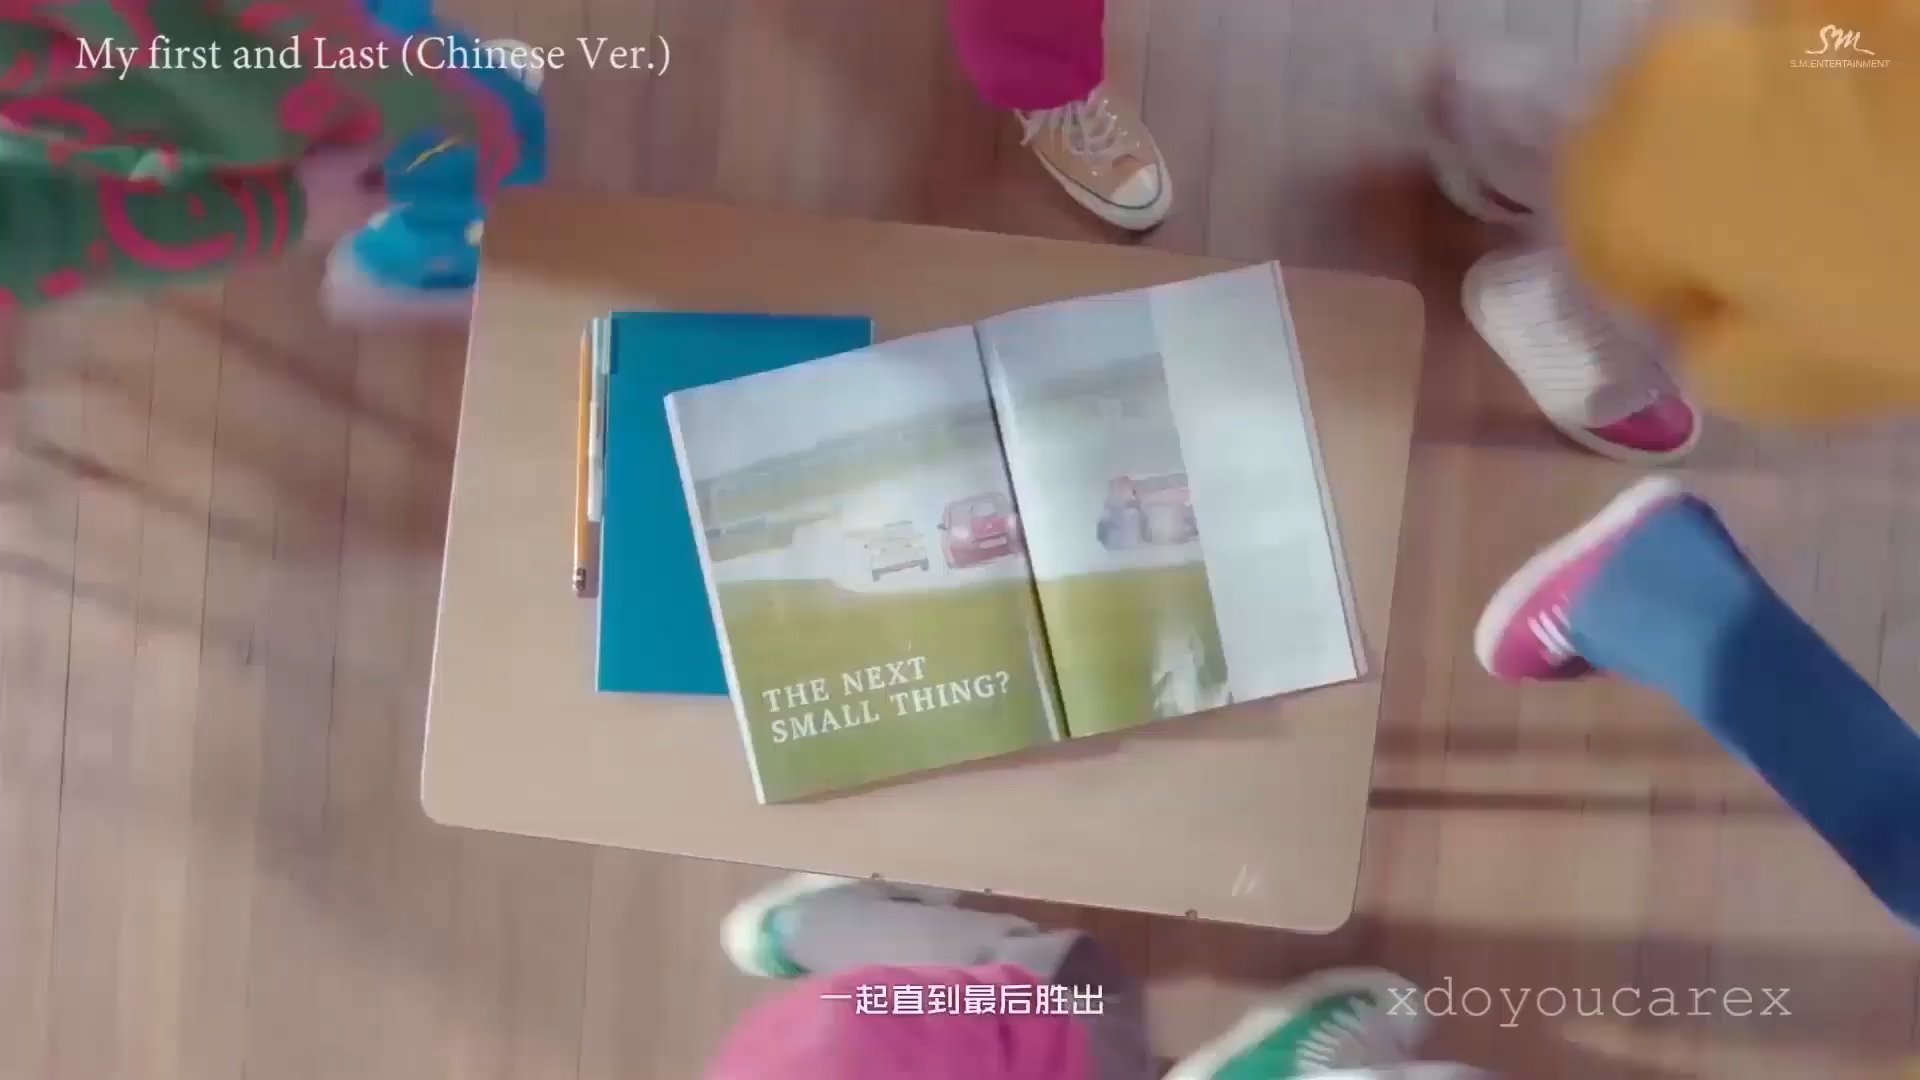 My first and Last (Chinese Ver.)
SM
S.M.ENTERTAINMENT
THE NEXT
SMALL THING?
一起直到最后胜出
xdoyoucarex